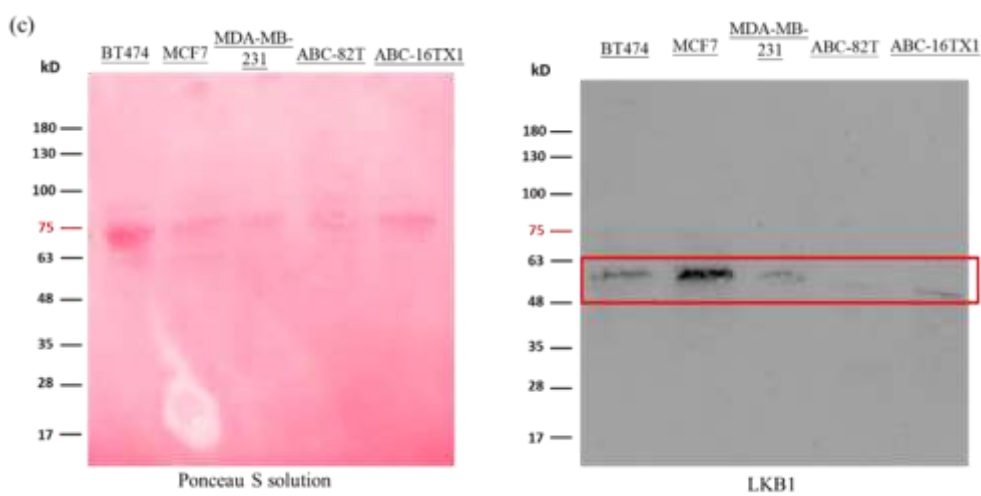 (c)
BT474 MCF7 MDA-MB-231 ABC-82T ABC-16TX1
kD
180
130
100
75
63
48
35
28
17
Ponceau S solution
BT474 MCF7 MDA-MB-231 ABC-82T ABC-16TX1
kD
180
130
100
75
63
48
35
28
17
LKB1